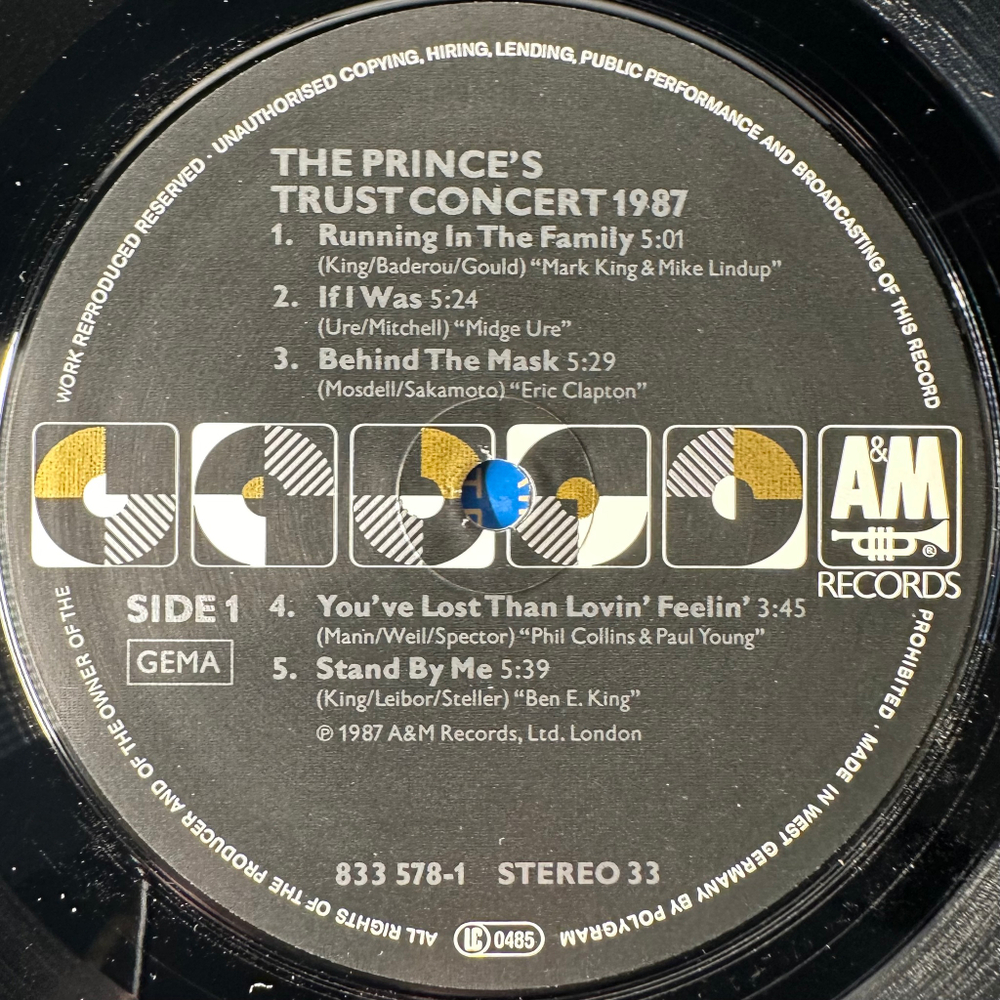 WORK REPRODUCED RESERVED · UNAUTHORISED COPYING, HIRING, LENDING, PUBLIC PERFORMANCE AND BROADCASTING OF THIS RECORD
THE PRINCE'S
TRUST CONCERT 1987
1. Running In The Family 5:01
(King/Baderou/Gould) "Mark King & Mike Lindup"
2. If I Was 5:24
(Ure/Mitchell) "Midge Ure"
3. Behind The Mask 5:29
(Mosdell/Sakamoto) "Eric Clapton"
A&M
®
RECORDS
SIDE 1
GEMA
4. You've Lost Than Lovin' Feelin' 3:45
(Mann/Weil/Spector) "Phil Collins & Paul Young"
5. Stand By Me 5:39
(King/Leibor/Steller) "Ben E. King"
℗ 1987 A&M Records, Ltd. London
833 578-1 STEREO 33
PROHIBITED · MADE IN WEST GERMANY BY POLYGRAM
LC 0485
ALL RIGHTS OF THE PRODUCER AND OF THE OWNER OF THE